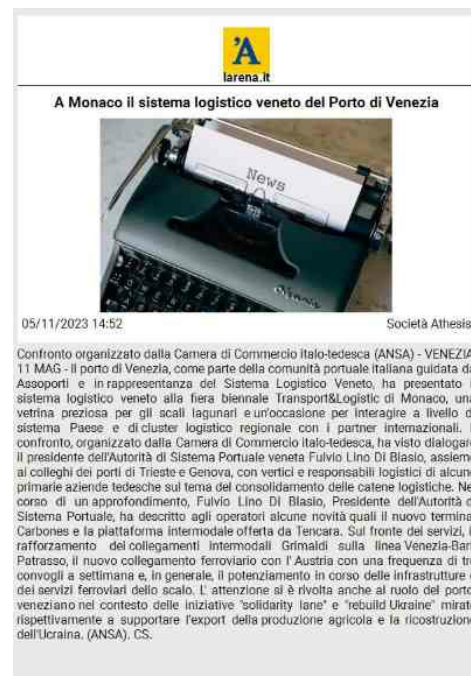 'A
larena.it
A Monaco il sistema logistico veneto del Porto di Venezia
News
Olympia
05/11/2023 14:52
Società Athesis
Confronto organizzato dalla Camera di Commercio italo-tedesca (ANSA) - VENEZIA
11 MAG - Il porto di Venezia, come parte della comunità portuale italiana guidata da
Assoporti e in rappresentanza del Sistema Logistico Veneto, ha presentato
sistema logistico veneto alla fiera biennale Transport&Logistic di Monaco, una
vetrina preziosa per gli scali lagunari e un'occasione per interagire a livello di
sistema Paese e di cluster logistico regionale con i partner internazionali.
confronto, organizzato dalla Camera di Commercio italo-tedesca, ha visto dialogare
il presidente dell'Autorità di Sistema Portuale veneta Fulvio Lino Di Blasio, assieme
ai colleghi dei porti di Trieste e Genova, con vertici e responsabili logistici di alcune
primarie aziende tedesche sul tema del consolidamento delle catene logistiche. Nel
corso di un approfondimento, Fulvio Lino Di Blasio, Presidente dell'Autorità di
Sistema Portuale, ha descritto agli operatori alcune novità quali il nuovo terminal
Carbones e la piattaforma intermodale offerta da Tencara. Sul fronte dei servizi, il
rafforzamento dei collegamenti intermodali Grimaldi sulla linea Venezia-Bari
Patrasso, il nuovo collegamento ferroviario con l' Austria con una frequenza di tre
convogli a settimana e, in generale, il potenziamento in corso delle infrastrutture e
dei servizi ferroviari dello scalo. L' attenzione si è rivolta anche al ruolo del porto
veneziano nel contesto delle iniziative "solidarity lane" e "rebuild Ukraine" mirate
rispettivamente a supportare l'export della produzione agricola e la ricostruzione
dell'Ucraina. (ANSA). CS.